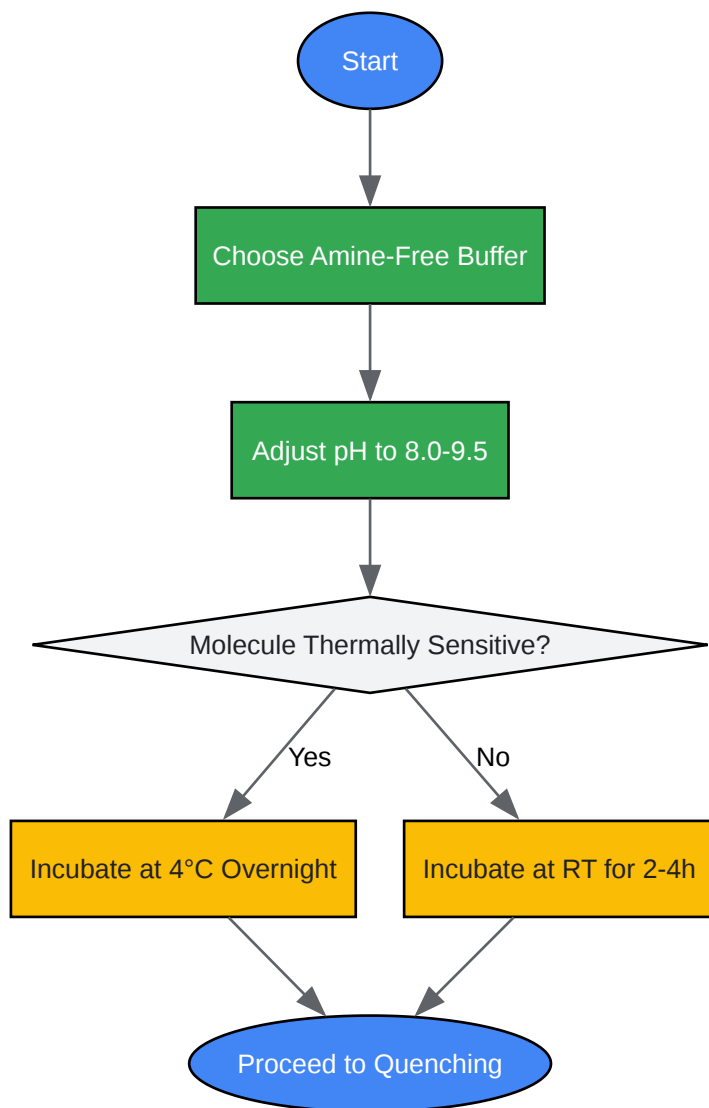 Start
Choose Amine-Free Buffer
Adjust pH to 8.0-9.5
Molecule Thermally Sensitive?
Yes
No
Incubate at 4°C Overnight
Incubate at RT for 2-4h
Proceed to Quenching